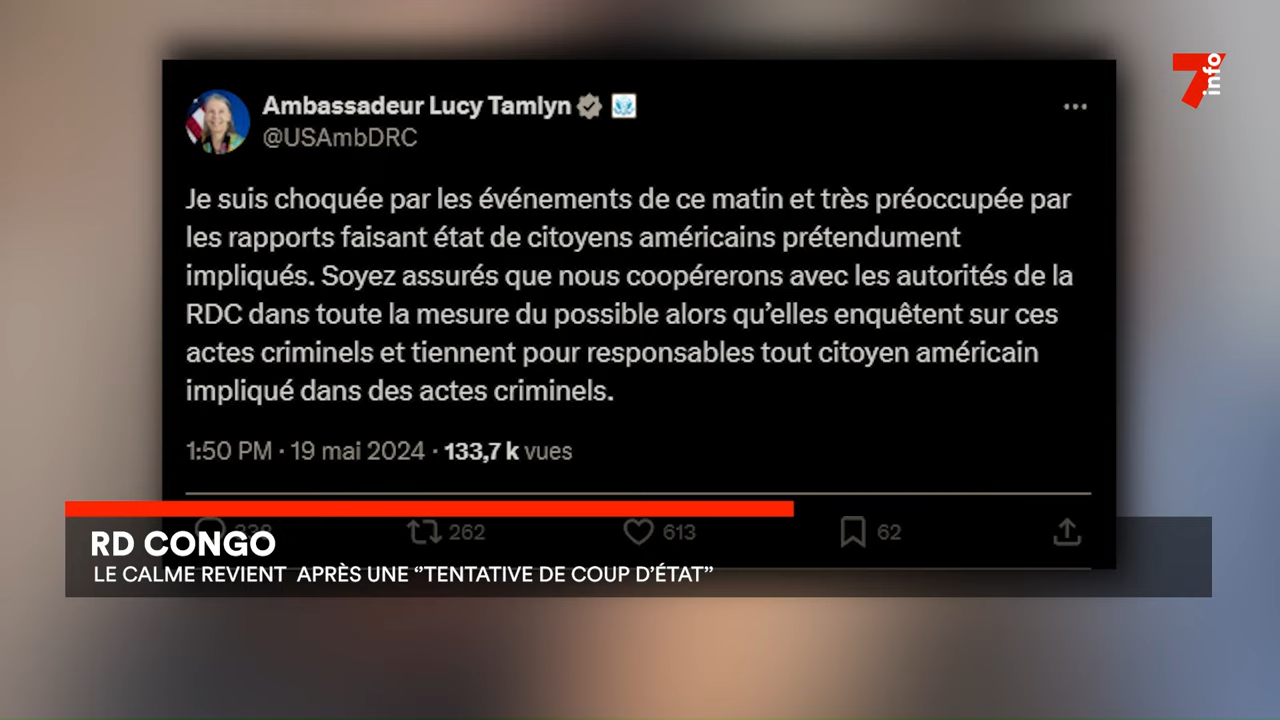 7 info
Ambassadeur Lucy Tamlyn
@USAmbDRC
Je suis choquée par les événements de ce matin et très préoccupée par
les rapports faisant état de citoyens américains prétendument
impliqués. Soyez assurés que nous coopérerons avec les autorités de la
RDC dans toute la mesure du possible alors qu’elles enquêtent sur ces
actes criminels et tiennent pour responsables tout citoyen américain
impliqué dans des actes criminels.
1:50 PM · 19 mai 2024 · 133,7 k vues
262 613 62
RD CONGO
LE CALME REVIENT APRÈS UNE ‘’TENTATIVE DE COUP D’ÉTAT’’